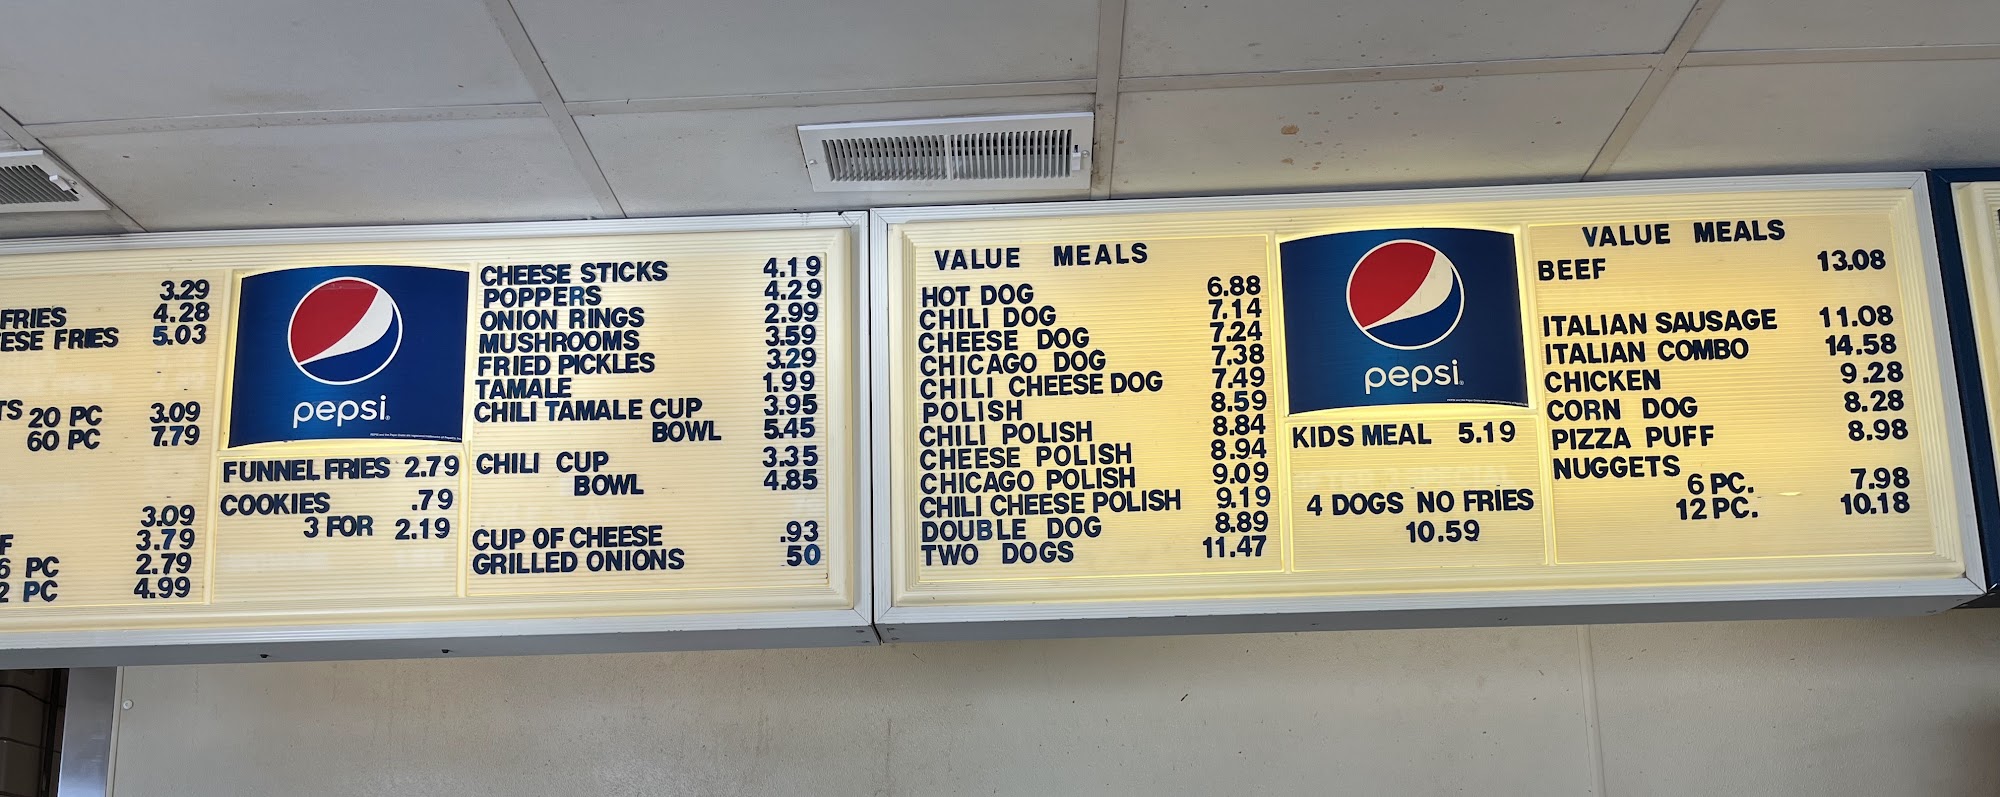 3.29
FRIES 4.28
ESE FRIES 5.03
TS 20 PC 3.09
60 PC 7.79
3.09
F 3.79
6 PC 2.79
2 PC 4.99
pepsi
FUNNEL FRIES 2.79
COOKIES .79
3 FOR 2.19
CHEESE STICKS 4.19
POPPERS 4.29
ONION RINGS 2.99
MUSHROOMS 3.59
FRIED PICKLES 3.29
TAMALE 1.99
CHILI TAMALE CUP 3.95
BOWL 5.45
CHILI CUP 3.35
BOWL 4.85
CUP OF CHEESE .93
GRILLED ONIONS 50
VALUE MEALS
HOT DOG 6.88
CHILI DOG 7.14
CHEESE DOG 7.24
CHICAGO DOG 7.38
CHILI CHEESE DOG 7.49
POLISH 8.59
CHILI POLISH 8.84
CHEESE POLISH 8.94
CHICAGO POLISH 9.09
CHILI CHEESE POLISH 9.19
DOUBLE DOG 8.89
TWO DOGS 11.47
pepsi
KIDS MEAL 5.19
4 DOGS NO FRIES
10.59
VALUE MEALS
BEEF 13.08
ITALIAN SAUSAGE 11.08
ITALIAN COMBO 14.58
CHICKEN 9.28
CORN DOG 8.28
PIZZA PUFF 8.98
NUGGETS
6 PC. 7.98
12 PC. 10.18